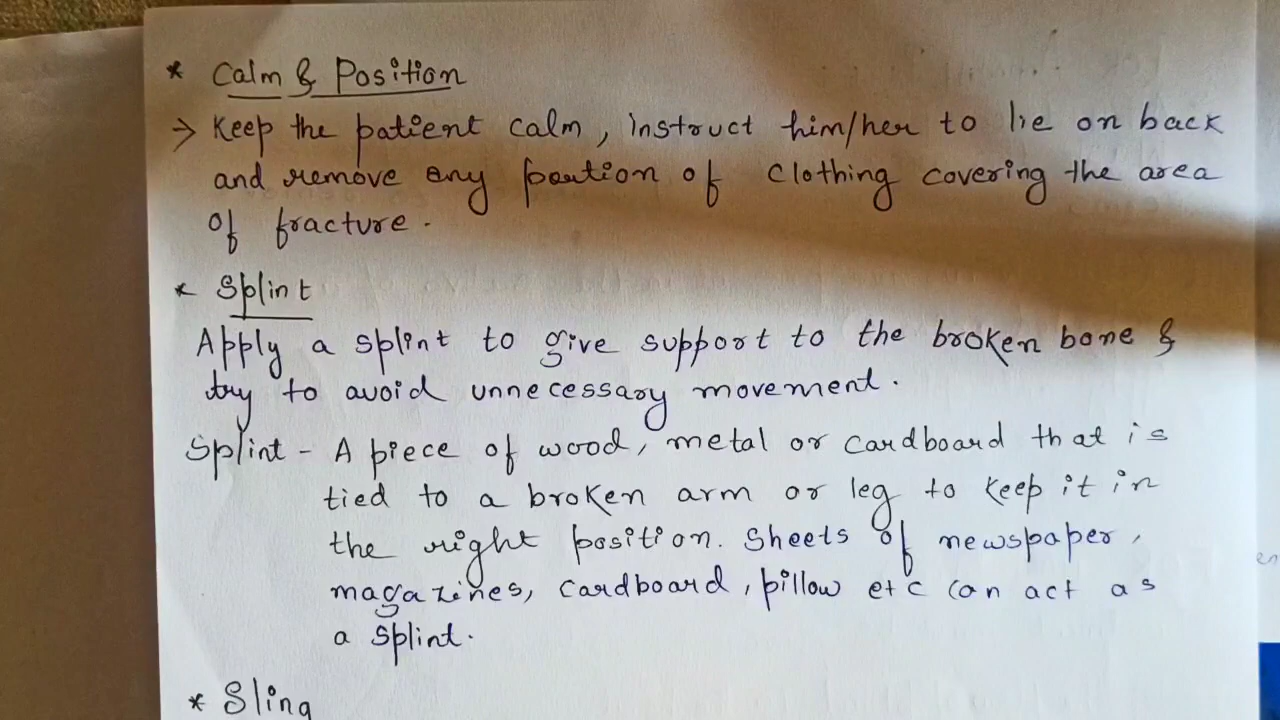 * Calm & Position
→ Keep the patient calm, instruct him/her to lie on back
and remove any portion of clothing covering the area
of fracture.
* Splint
Apply a splint to give support to the broken bone &
try to avoid unnecessary movement.
Splint - A piece of wood, metal or cardboard that is
tied to a broken arm or leg to keep it in
the right position. Sheets of newspaper,
magazines, cardboard, pillow etc can act as
a splint.
* Sling